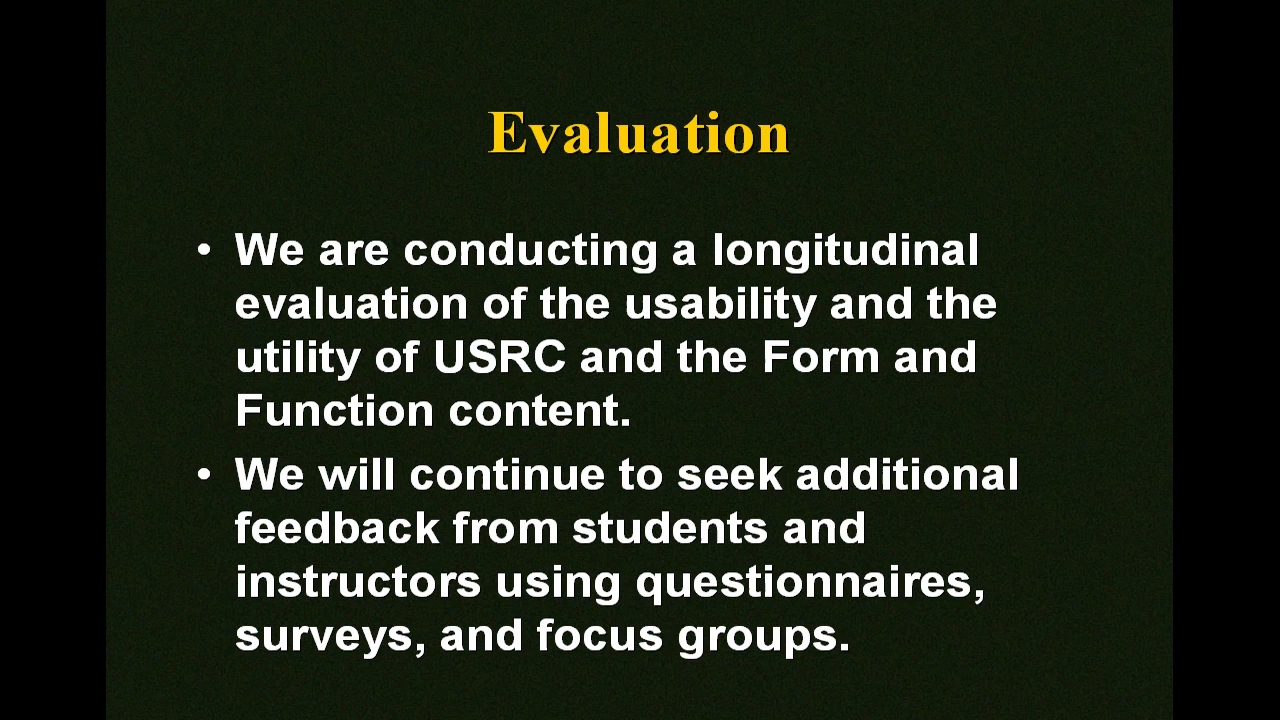 Evaluation
• We are conducting a longitudinal
evaluation of the usability and the
utility of USRC and the Form and
Function content.
• We will continue to seek additional
feedback from students and
instructors using questionnaires,
surveys, and focus groups.